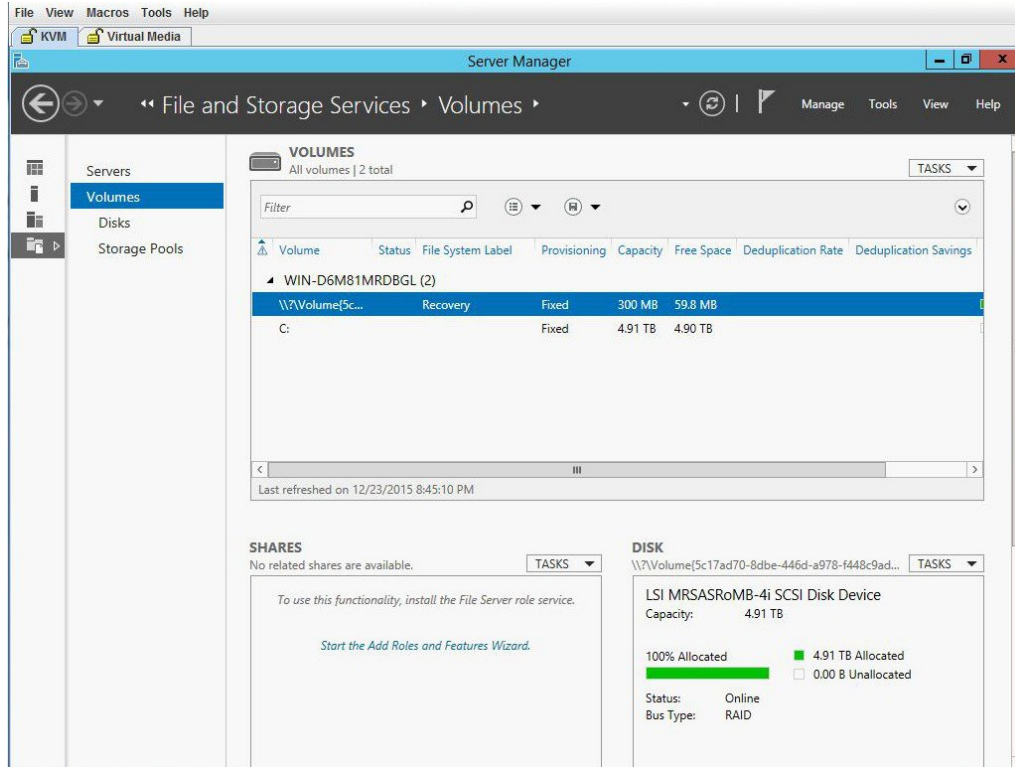 File View Macros Tools Help
KVM Virtual Media
Server Manager
File and Storage Services Volumes
Manage Tools View Help
Servers
Volumes
Disks
Storage Pools
VOLUMES
All volumes | 2 total
TASKS
Filter
Volume Status File System Label Provisioning Capacity Free Space Deduplication Rate Deduplication Savings
WIN-D6M81MRDBGL (2)
\\?\Volume{5c... Recovery Fixed 300 MB 59.8 MB
C: Fixed 4.91 TB 4.90 TB
Last refreshed on 12/23/2015 8:45:10 PM
SHARES
No related shares are available.
TASKS
To use this functionality, install the File Server role service.
Start the Add Roles and Features Wizard.
DISK
\\?\Volume{5c17ad70-8dbe-446d-a978-f448c9ad...
TASKS
LSI MRSASRoMB-4i SCSI Disk Device
Capacity: 4.91 TB
100% Allocated
4.91 TB Allocated
0.00 B Unallocated
Status: Online
Bus Type: RAID